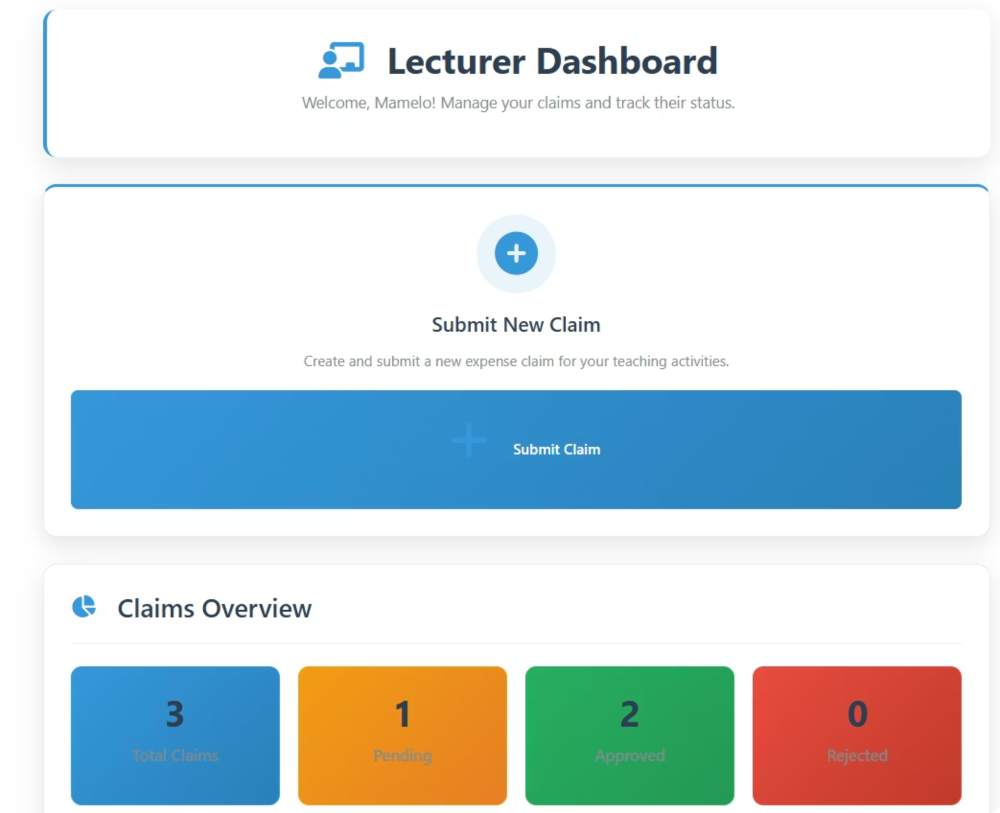 Lecturer Dashboard
Welcome, Mamelo! Manage your claims and track their status.
Submit New Claim
Create and submit a new expense claim for your teaching activities.
Submit Claim
Claims Overview
3
Total Claims
1
Pending
2
Approved
0
Rejected